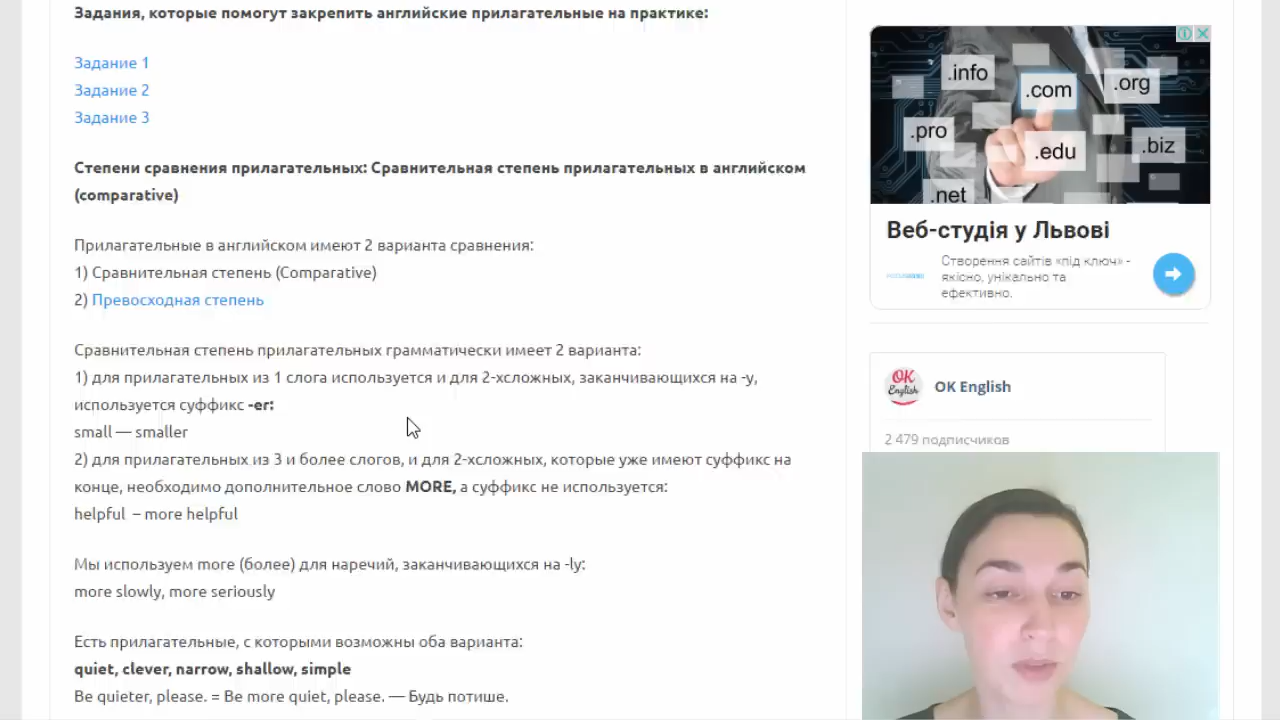 Задания, которые помогут закрепить английские прилагательные на практике:
Задание 1
Задание 2
Задание 3
Степени сравнения прилагательных: Сравнительная степень прилагательных в английском
(comparative)
Прилагательные в английском имеют 2 варианта сравнения:
1) Сравнительная степень (Comparative)
2) Превосходная степень
Сравнительная степень прилагательных грамматически имеет 2 варианта:
1) для прилагательных из 1 слога используется и для 2-хсложных, заканчивающихся на -y,
используется суффикс -er:
small — smaller
2) для прилагательных из 3 и более слогов, и для 2-хсложных, которые уже имеют суффикс на
конце, необходимо дополнительное слово MORE, а суффикс не используется:
helpful – more helpful
Мы используем more (более) для наречий, заканчивающихся на -ly:
more slowly, more seriously
Есть прилагательные, с которыми возможны оба варианта:
quiet, clever, narrow, shallow, simple
Be quieter, please. = Be more quiet, please. — Будь потише.
.info
.com
.org
.pro
.edu
.biz
.net
Веб-студія у Львові
Створення сайтів «під ключ» -
якісно, унікально та
ефективно.
OK
English
OK English
2 479 подписчиков